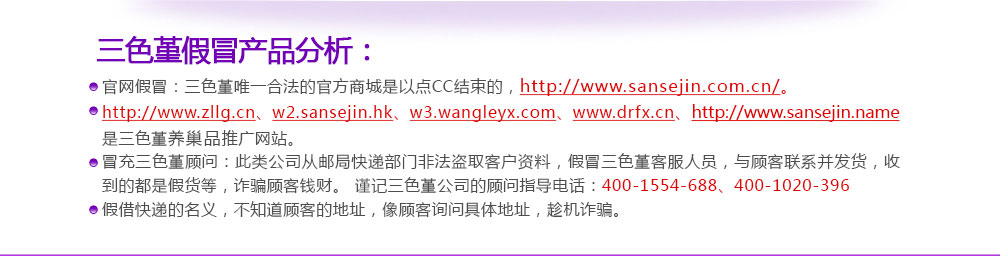 三色堇假冒产品分析：
官网假冒：三色堇唯一合法的官方商城是以点CC结束的，http://www.sansejin.com.cn/。
http://www.zllg.cn、w2.sansejin.hk、w3.wangleyx.com、www.drfx.cn、http://www.sansejin.name
是三色堇养巢品推广网站。
冒充三色堇顾问：此类公司从邮局快递部门非法盗取客户资料，假冒三色堇客服人员，与顾客联系并发货，收
到的都是假货等，诈骗顾客钱财。 谨记三色堇公司的顾问指导电话：400-1554-688、400-1020-396
假借快递的名义，不知道顾客的地址，像顾客询问具体地址，趁机诈骗。